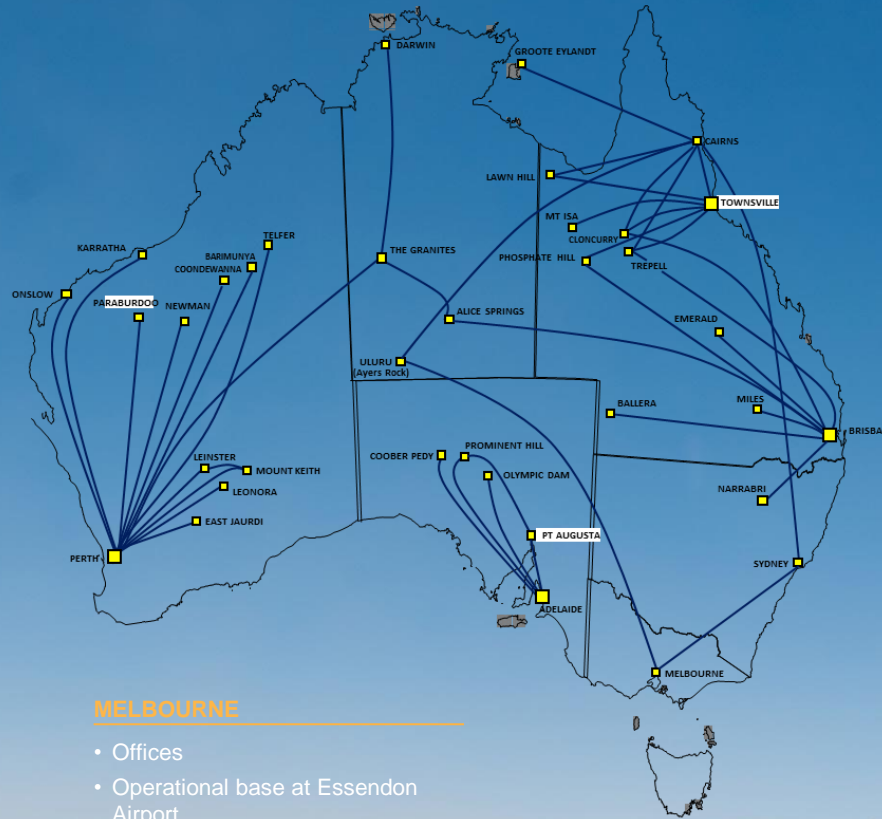 DARWIN
GROOTE EYLANDT
CAIRNS
LAWN HILL
TOWNSVILLE
MT ISA
CLONCURRY
TELFER
KARRATHA
THE GRANITES
BARIMUNYA
PHOSPHATE HILL
TREPELL
COONDEWANNA
ONSLOW
PARABURDOO
NEWMAN
ALICE SPRINGS
EMERALD
ULURU
(Ayers Rock)
BALLERA
MILES
BRISBA
COOBER PEDY
PROMINENT HILL
LEINSTER
MOUNT KEITH
OLYMPIC DAM
LEONORA
NARRABRI
EAST JAURDI
PT AUGUSTA
PERTH
SYDNEY
ADELAIDE
MELBOURNE
MELBOURNE
• Offices
• Operational base at Essendon
Airport